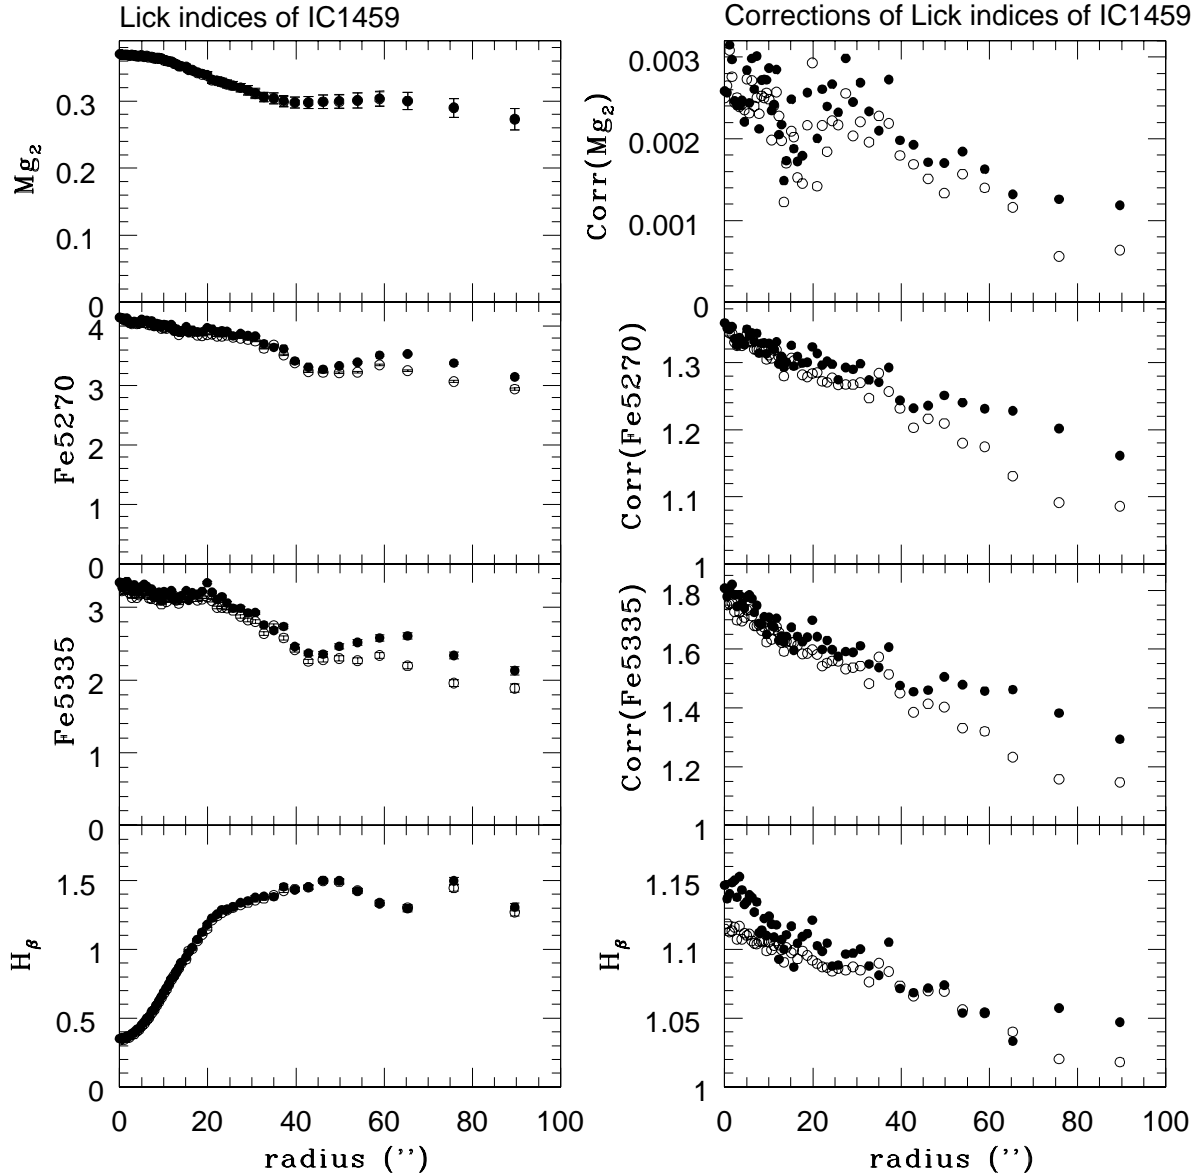 Lick indices of IC1459
Corrections of Lick indices of IC1459
Mg2
0.3
0.2
0.1
0
Corr(Mg2)
0.003
0.002
0.001
0
Fe5270
4
3
2
1
0
Corr(Fe5270)
1.3
1.2
1.1
1
Fe5335
3
2
1
0
Corr(Fe5335)
1.8
1.6
1.4
1.2
1
Hβ
1.5
1
0.5
0
Hβ
1.15
1.1
1.05
1
0 20 40 60 80 100
0 20 40 60 80 100
radius (’’)
radius (’’)